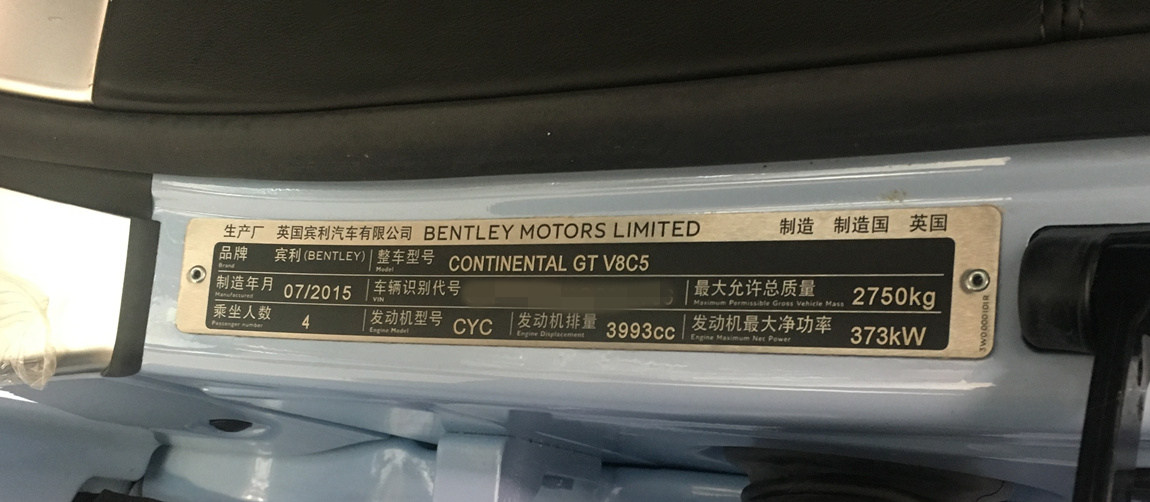 生产厂 英国宾利汽车有限公司 BENTLEY MOTORS LIMITED 制造 制造国 英国
品牌 宾利(BENTLEY) 整车型号 CONTINENTAL GT V8C5
Brand Model
制造年月 07/2015 车辆识别代号 最大允许总质量 2750kg
Manufactured VIN Maximum Permissible Gross Vehicle Mass
乘坐人数 4 发动机型号 CYC 发动机排量 3993cc 发动机最大净功率 373kW
Passenger number Engine Model Engine Displacement Engine Maximum Net Power